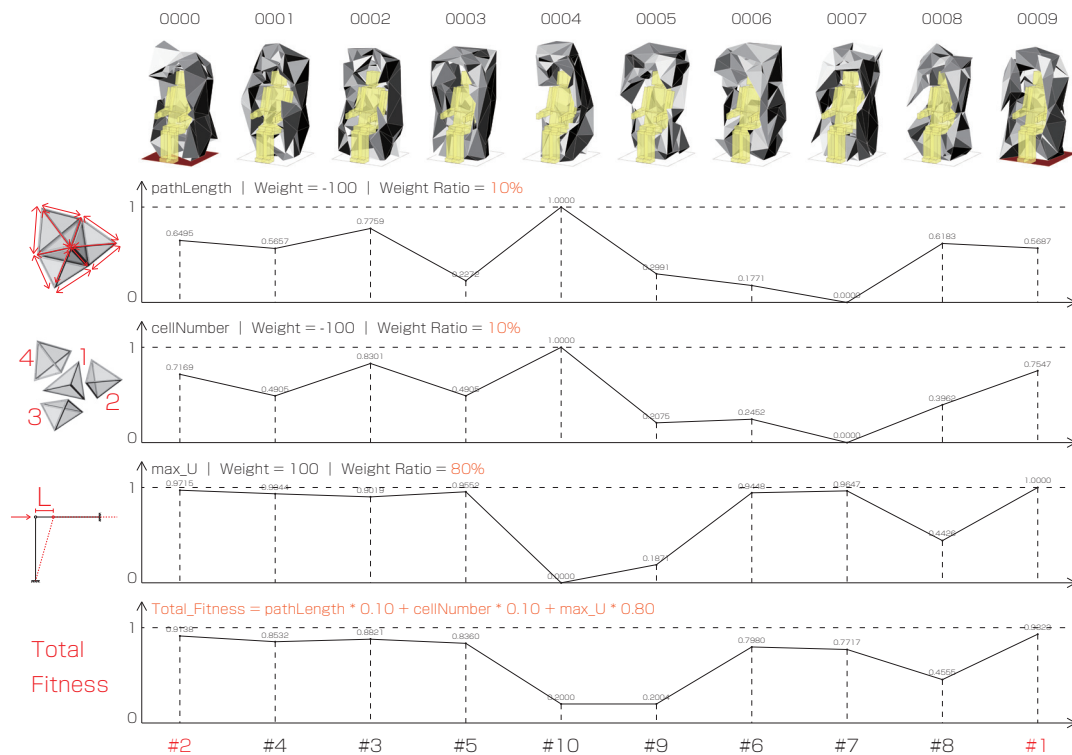 0000 0001 0002 0003 0004 0005 0006 0007 0008 0009
pathLength | Weight = -100 | Weight Ratio = 10%
1
0.6495 0.5657 0.7759 0.2272 1.0000 0.2991 0.1771 0.0000 0.6183 0.5687
0
cellNumber | Weight = -100 | Weight Ratio = 10%
1
4 1
3 2
0.7169 0.4905 0.8301 0.4905 1.0000 0.2075 0.2452 0.0000 0.3962 0.7547
0
max_U | Weight = 100 | Weight Ratio = 80%
1
L
0.9715 0.9344 0.9019 0.9552 0.0000 0.1871 0.9448 0.9647 0.4426 1.0000
0
Total_Fitness = pathLength * 0.10 + cellNumber * 0.10 + max_U * 0.80
1
Total
Fitness
0.9138 0.8532 0.8821 0.8360 0.2000 0.2004 0.7980 0.7717 0.4555
0
#2 #4 #3 #5 #10 #9 #6 #7 #8 #1